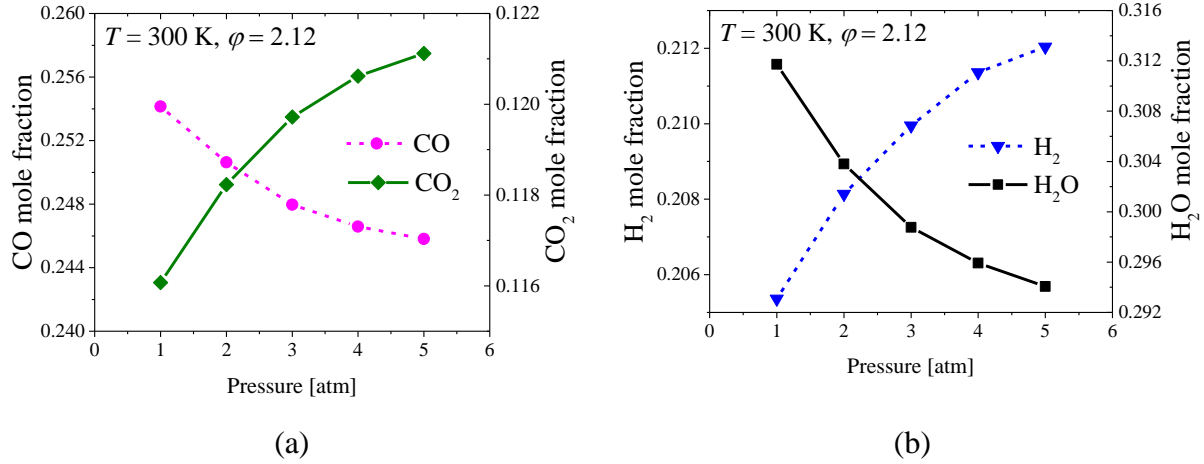 T = 300 K, φ = 2.12
CO mole fraction
0.260
0.256
0.252
0.248
0.244
0.240
CO
CO2
0.122
0.120
0.118
0.116
CO2 mole fraction
0 1 2 3 4 5 6
Pressure [atm]
(a)
T = 300 K, φ = 2.12
H2 mole fraction
0.212
0.210
0.208
0.206
H2
H2O
0.316
0.312
0.308
0.304
0.300
0.296
0.292
H2O mole fraction
0 1 2 3 4 5 6
Pressure [atm]
(b)